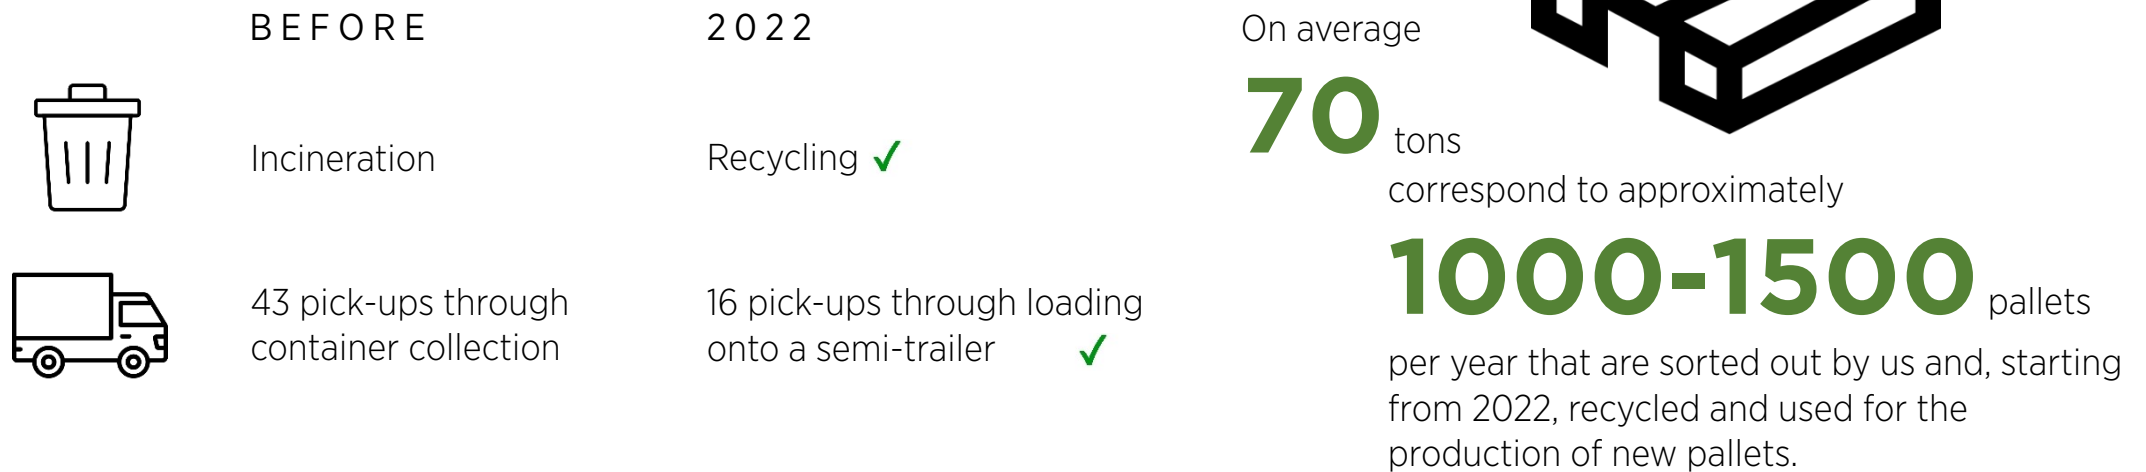 BEFORE
2022
Incineration
Recycling ✓
43 pick-ups through
container collection
16 pick-ups through loading
onto a semi-trailer ✓
On average
70 tons
correspond to approximately
1000-1500 pallets
per year that are sorted out by us and, starting
from 2022, recycled and used for the
production of new pallets.